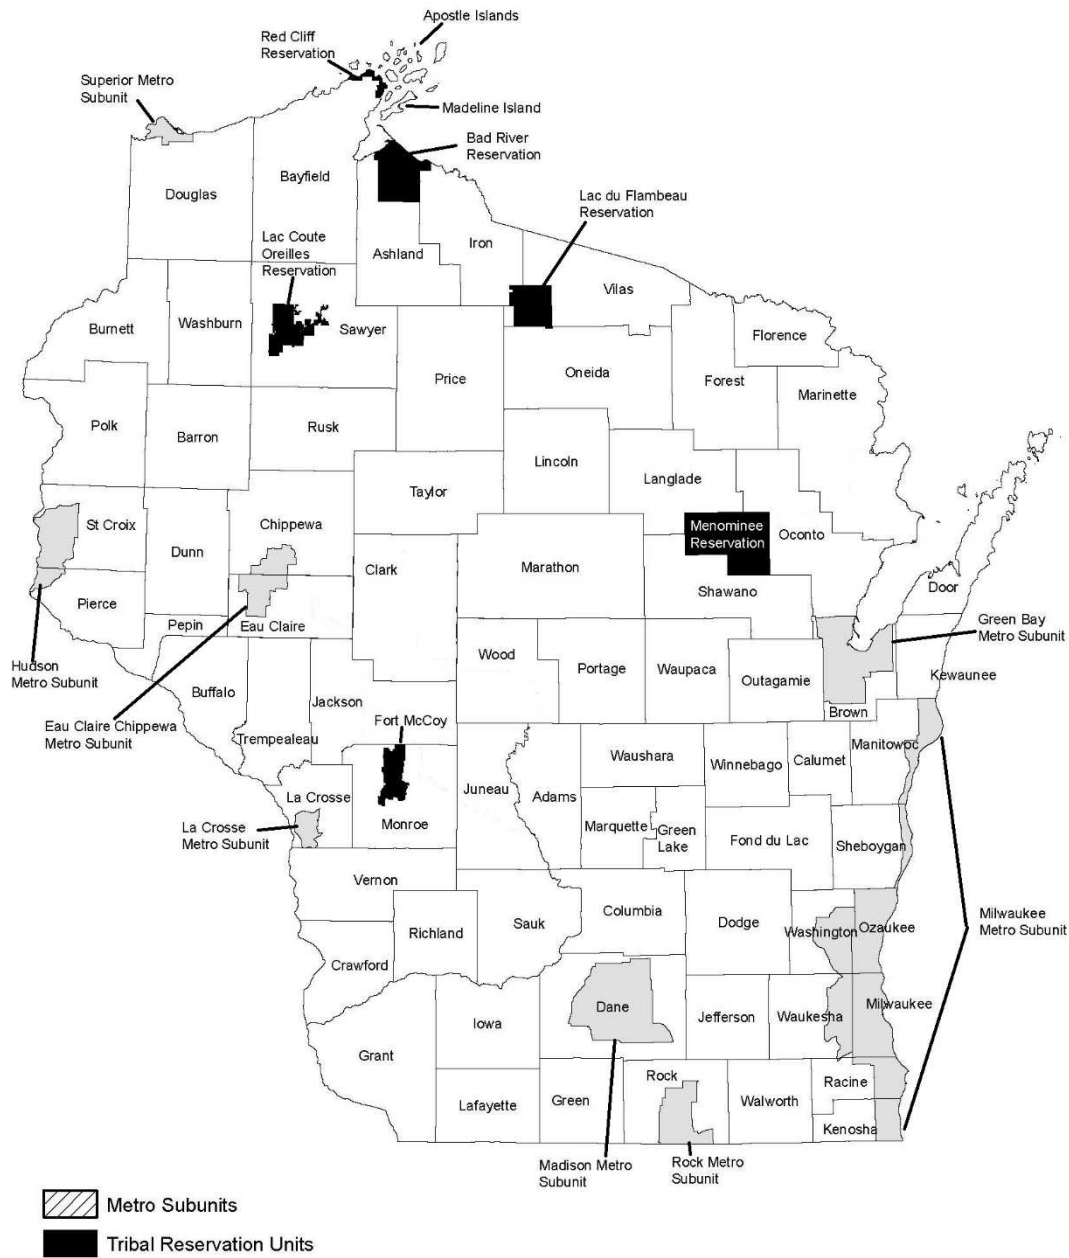 Apostle Islands
Red Cliff
Reservation
Superior Metro
Subunit
Madeline Island
Bad River
Reservation
Bayfield
Douglas
Lac du Flambeau
Reservation
Lac Coute
Oreilles
Reservation
Ashland
Iron
Vilas
Burnett
Washburn
Sawyer
Florence
Price
Oneida
Forest
Marinette
Polk
Barron
Rusk
Lincoln
Langlade
Taylor
St Croix
Chippewa
Menominee
Reservation
Oconto
Dunn
Clark
Marathon
Shawano
Door
Pierce
Pepin
Eau Claire
Green Bay
Metro Subunit
Hudson
Metro Subunit
Wood
Portage
Waupaca
Outagamie
Kewaunee
Buffalo
Jackson
Brown
Eau Claire Chippewa
Metro Subunit
Trempealeau
Fort McCoy
Waushara
Winnebago
Calumet
Manitowoc
La Crosse
Juneau
Adams
La Crosse
Metro Subunit
Monroe
Marquette
Green
Lake
Fond du Lac
Sheboygan
Vernon
Columbia
Dodge
Washington
Ozaukee
Milwaukee
Metro Subunit
Richland
Sauk
Crawford
Dane
Jefferson
Waukesha
Milwaukee
Iowa
Grant
Rock
Racine
Lafayette
Green
Walworth
Kenosha
Madison Metro
Subunit
Rock Metro
Subunit
Metro Subunits
Tribal Reservation Units